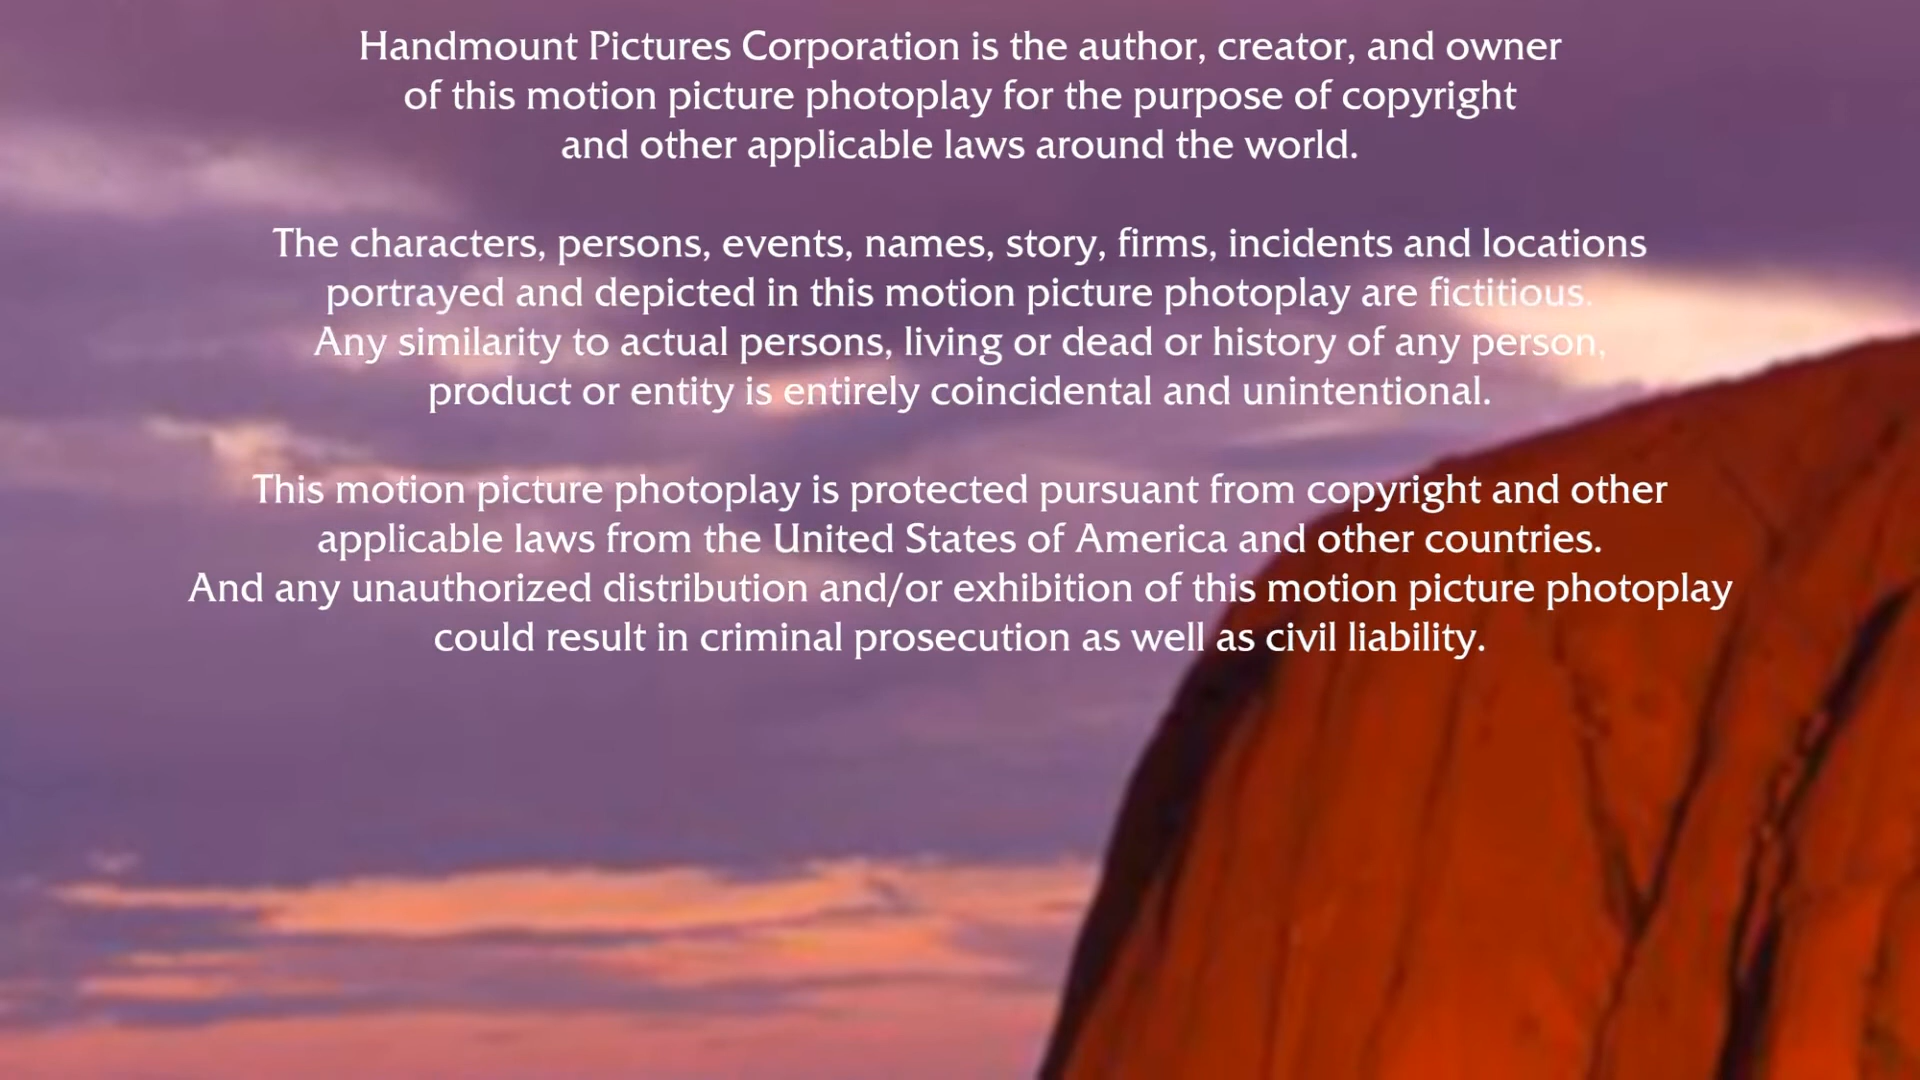 Handmount Pictures Corporation is the author, creator, and owner
of this motion picture photoplay for the purpose of copyright
and other applicable laws around the world.
The characters, persons, events, names, story, firms, incidents and locations
portrayed and depicted in this motion picture photoplay are fictitious.
Any similarity to actual persons, living or dead or history of any person,
product or entity is entirely coincidental and unintentional.
This motion picture photoplay is protected pursuant from copyright and other
applicable laws from the United States of America and other countries.
And any unauthorized distribution and/or exhibition of this motion picture photoplay
could result in criminal prosecution as well as civil liability.